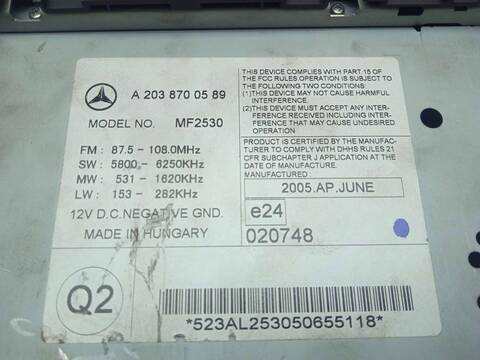 A 203 870 05 89
MODEL NO. MF2530
FM : 87.5 - 108.0MHz
SW : 5800 - 6250KHz
MW : 531 - 1620KHz
LW : 153 - 282KHz
12V D.C. NEGATIVE GND.
MADE IN HUNGARY
THIS DEVICE COMPLIES WITH PART 15 OF
THE FCC RULES OPERATION IS SUBJECT TO
THE FOLLOWING TWO CONDITIONS
(1)THIS DEVICE MAY NOT CAUSE HARMFUL
INTERFERENCE.
(2)THIS DEVICE MUST ACCEPT ANY INTER-
FERENCE RECEIVED INCLUDING INTER-
FERENCE THAT MAY CAUSE UNDESIRED
OPERATION
PRODUCT IS CERTIFIED BY MANUFACTURER
TO COMPLY WITH DHHS RULES 21
CFR SUBCHAPTER J APPLICATION AT THE
DATE OF MANUFACTURE.
MANUFACTURED :
2005.AP.JUNE
e24
020748
Q2
*523AL253050655118*